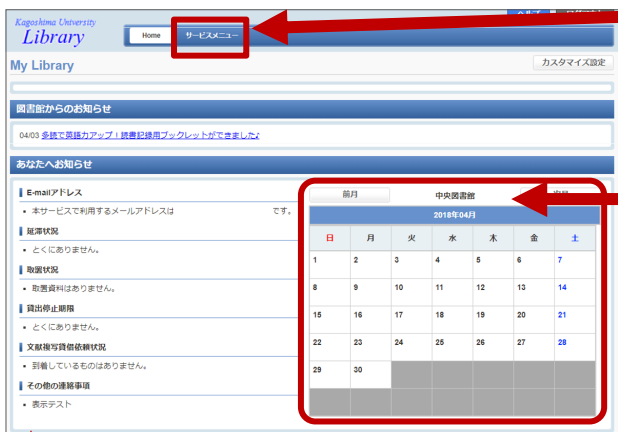 Kagoshima University
Library
Home
サービスメニュー
My Library
カスタマイズ設定
図書館からのお知らせ
04/03 多読で英語力アップ！読書記録用ブックレットができました♪
あなたへお知らせ
E-mailアドレス
• 本サービスで利用するメールアドレスは です。
延滞状況
• とくにありません。
取置状況
• 取置資料はありません。
貸出停止期限
• とくにありません。
文献複写貸借依頼状況
• 到着しているものはありません。
その他の連絡事項
• 表示テスト
前月 中央図書館
2018年04月
日 月 火 水 木 金 土
1 2 3 4 5 6 7
8 9 10 11 12 13 14
15 16 17 18 19 20 21
22 23 24 25 26 27 28
29 30